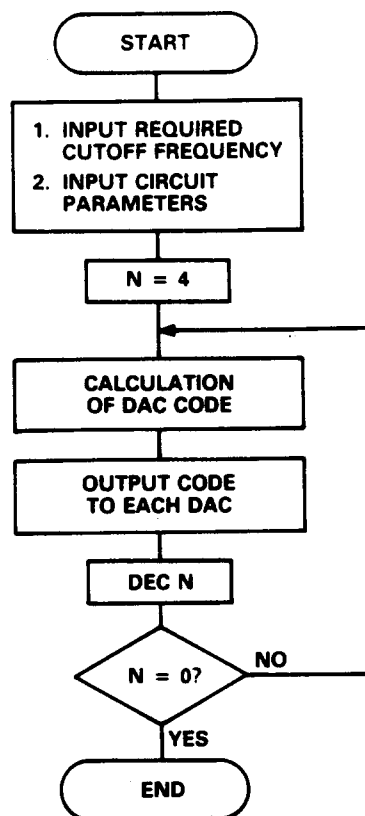 START
1. INPUT REQUIRED
CUTOFF FREQUENCY
2. INPUT CIRCUIT
PARAMETERS
N = 4
CALCULATION
OF DAC CODE
OUTPUT CODE
TO EACH DAC
DEC N
N = 0?
NO
YES
END